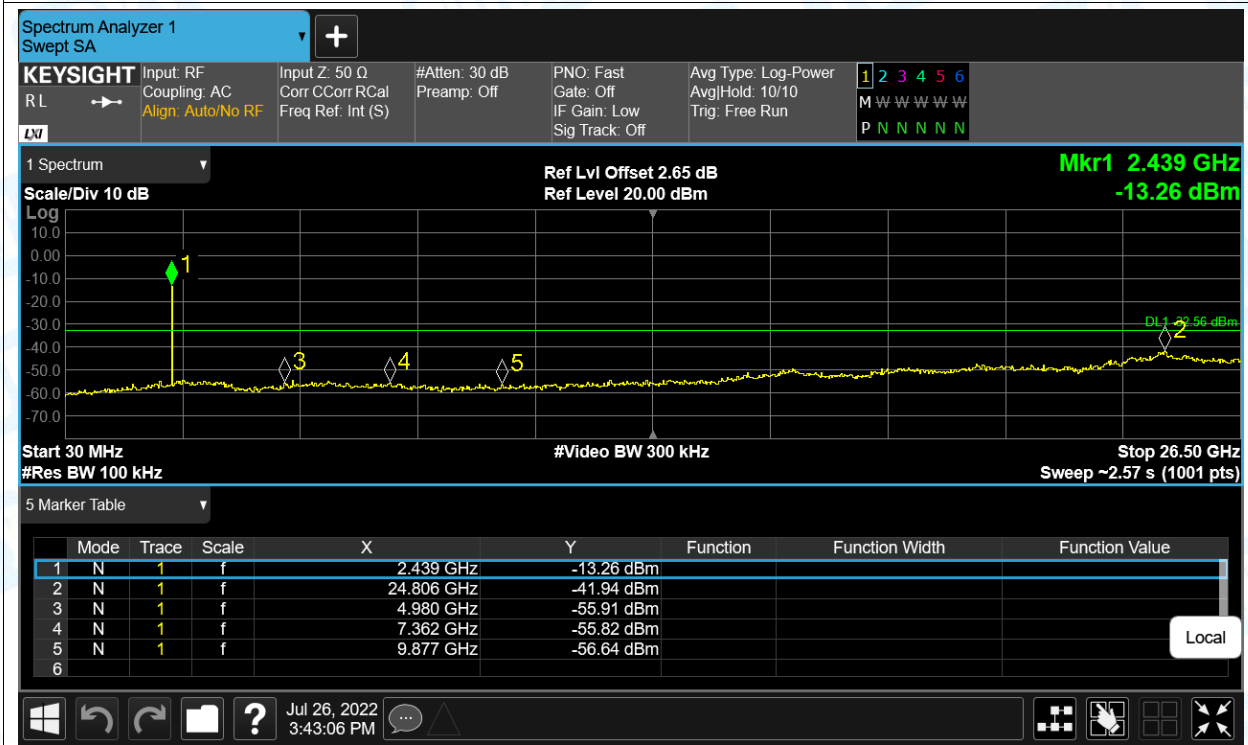 Spectrum Analyzer 1
Swept SA
KEYSIGHT
R L
LXI
Input: RF
Coupling: AC
Align: Auto/No RF
Input Z: 50 Ω
Corr CCorr RCal
Freq Ref: Int (S)
#Atten: 30 dB
Preamp: Off
PNO: Fast
Gate: Off
IF Gain: Low
Sig Track: Off
Avg Type: Log-Power
Avg|Hold: 10/10
Trig: Free Run
1 2 3 4 5 6
M W W W W W
P N N N N N
1 Spectrum
Scale/Div 10 dB
Ref Lvl Offset 2.65 dB
Ref Level 20.00 dBm
Mkr1 2.439 GHz
-13.26 dBm
Log
10.0
0.00
-10.0
-20.0
-30.0
-40.0
-50.0
-60.0
-70.0
1
DL1 .56 dBm
2
3
4
5
Start 30 MHz
#Video BW 300 kHz
Stop 26.50 GHz
#Res BW 100 kHz
Sweep ~2.57 s (1001 pts)
5 Marker Table
Mode Trace Scale X Y Function Function Width Function Value
1 N 1 f 2.439 GHz -13.26 dBm
2 N 1 f 24.806 GHz -41.94 dBm
3 N 1 f 4.980 GHz -55.91 dBm
4 N 1 f 7.362 GHz -55.82 dBm
5 N 1 f 9.877 GHz -56.64 dBm
6
Local
?
Jul 26, 2022
3:43:06 PM